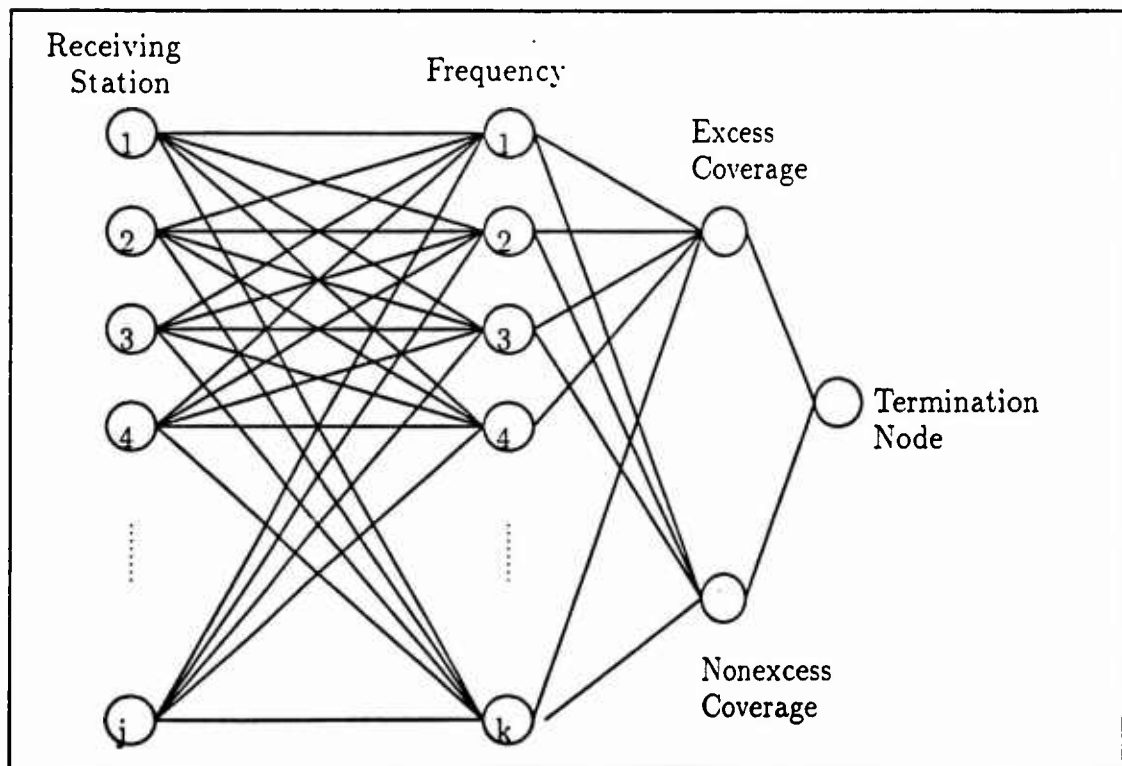 Receiving
Station
Frequency
Excess
Coverage
Termination
Node
Nonexcess
Coverage
1
2
3
4
j
1
2
3
4
k